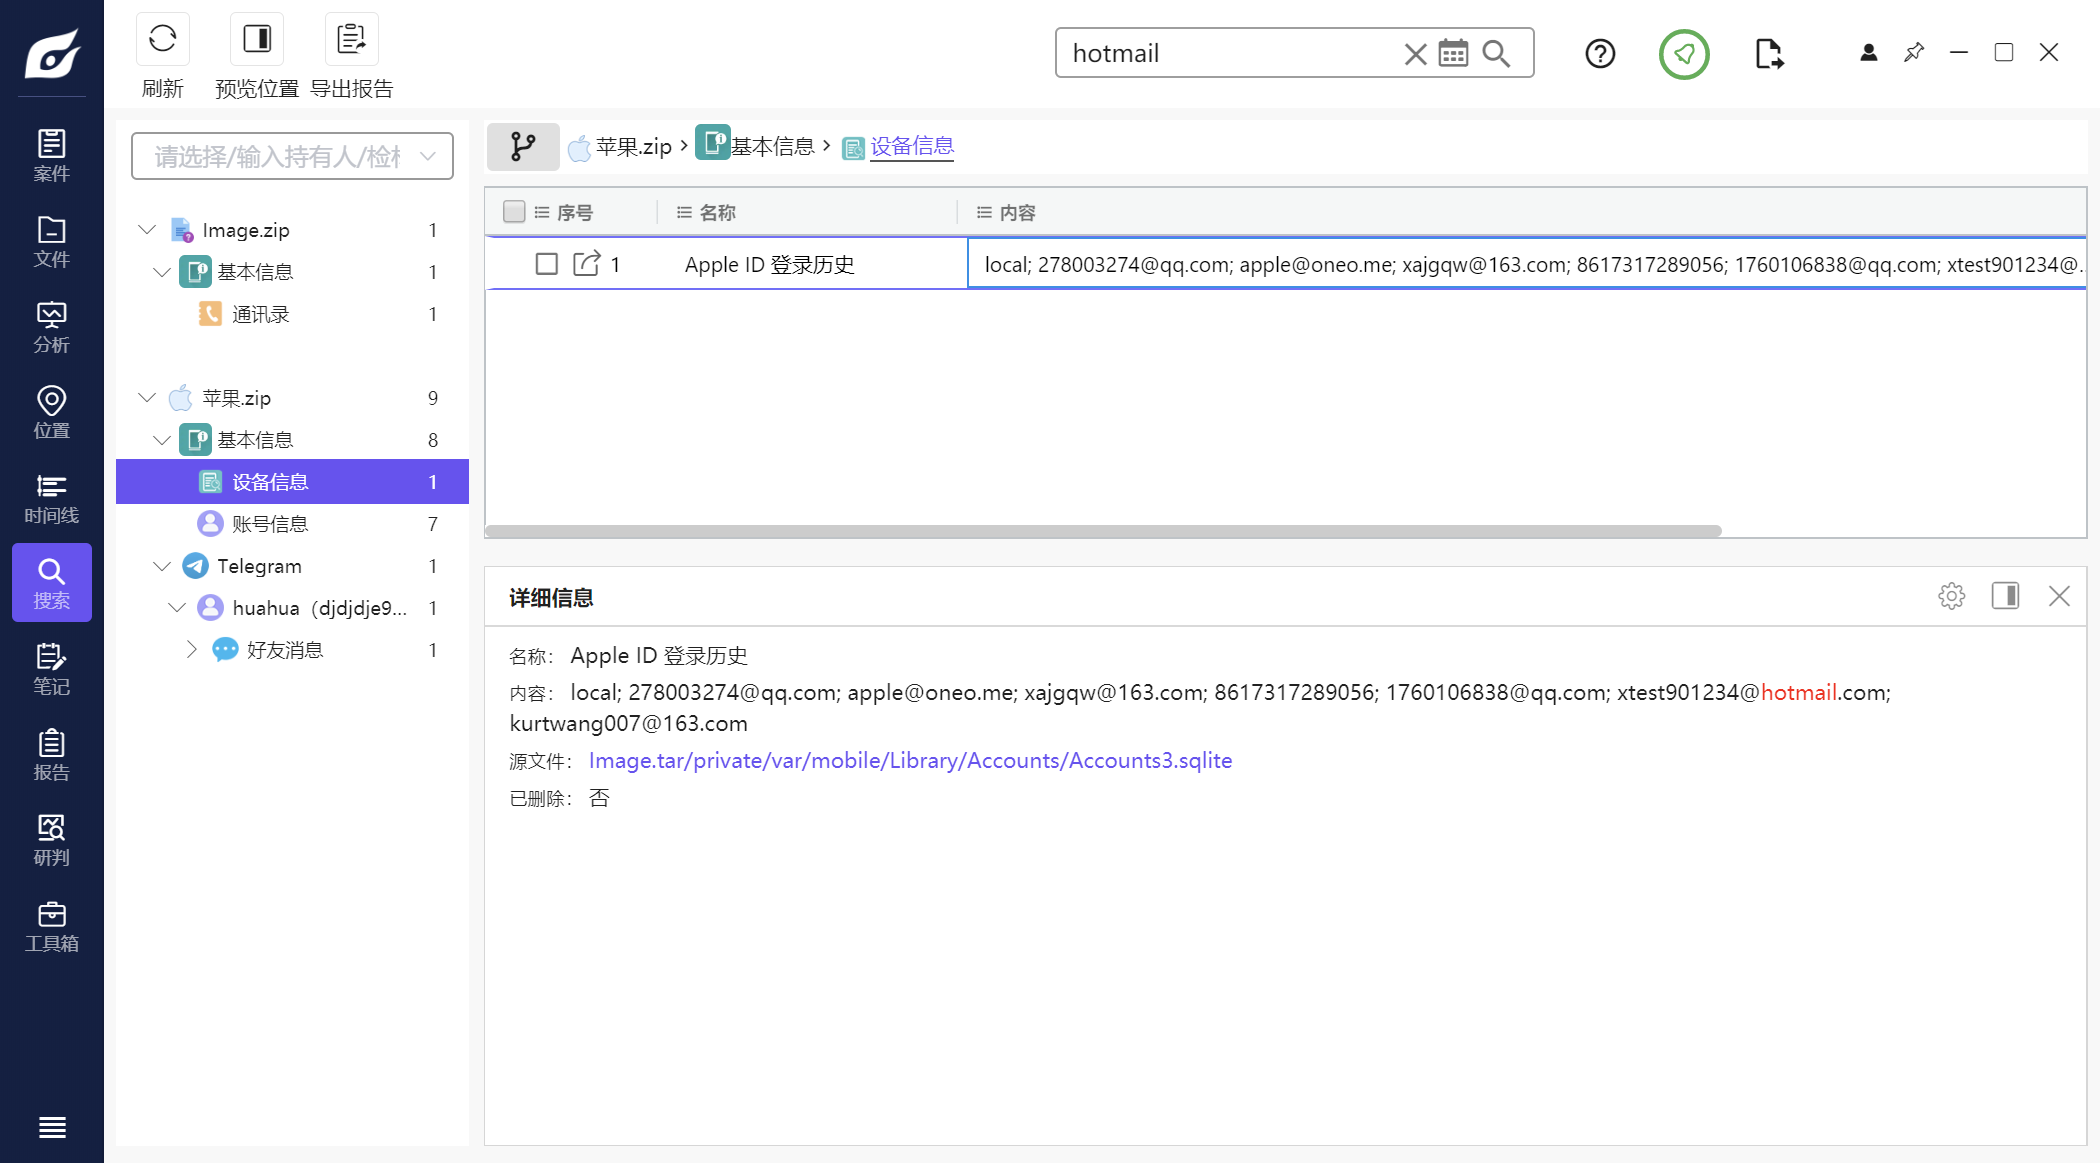 刷新
预览位置
导出报告
hotmail
案件
文件
分析
位置
时间线
搜索
笔记
报告
研判
工具箱
请选择/输入持有人/检材
Image.zip 1
基本信息 1
通讯录 1
苹果.zip 9
基本信息 8
设备信息 1
账号信息 7
Telegram 1
huahua（djdjdje9... 1
好友消息 1
苹果.zip > 基本信息 > 设备信息
序号 名称 内容
1 Apple ID 登录历史 local; 278003274@qq.com; apple@oneo.me; xajgqw@163.com; 8617317289056; 1760106838@qq.com; xtest901234@...
详细信息
名称： Apple ID 登录历史
内容： local; 278003274@qq.com; apple@oneo.me; xajgqw@163.com; 8617317289056; 1760106838@qq.com; xtest901234@hotmail.com;
kurtwang007@163.com
源文件： Image.tar/private/var/mobile/Library/Accounts/Accounts3.sqlite
已删除： 否